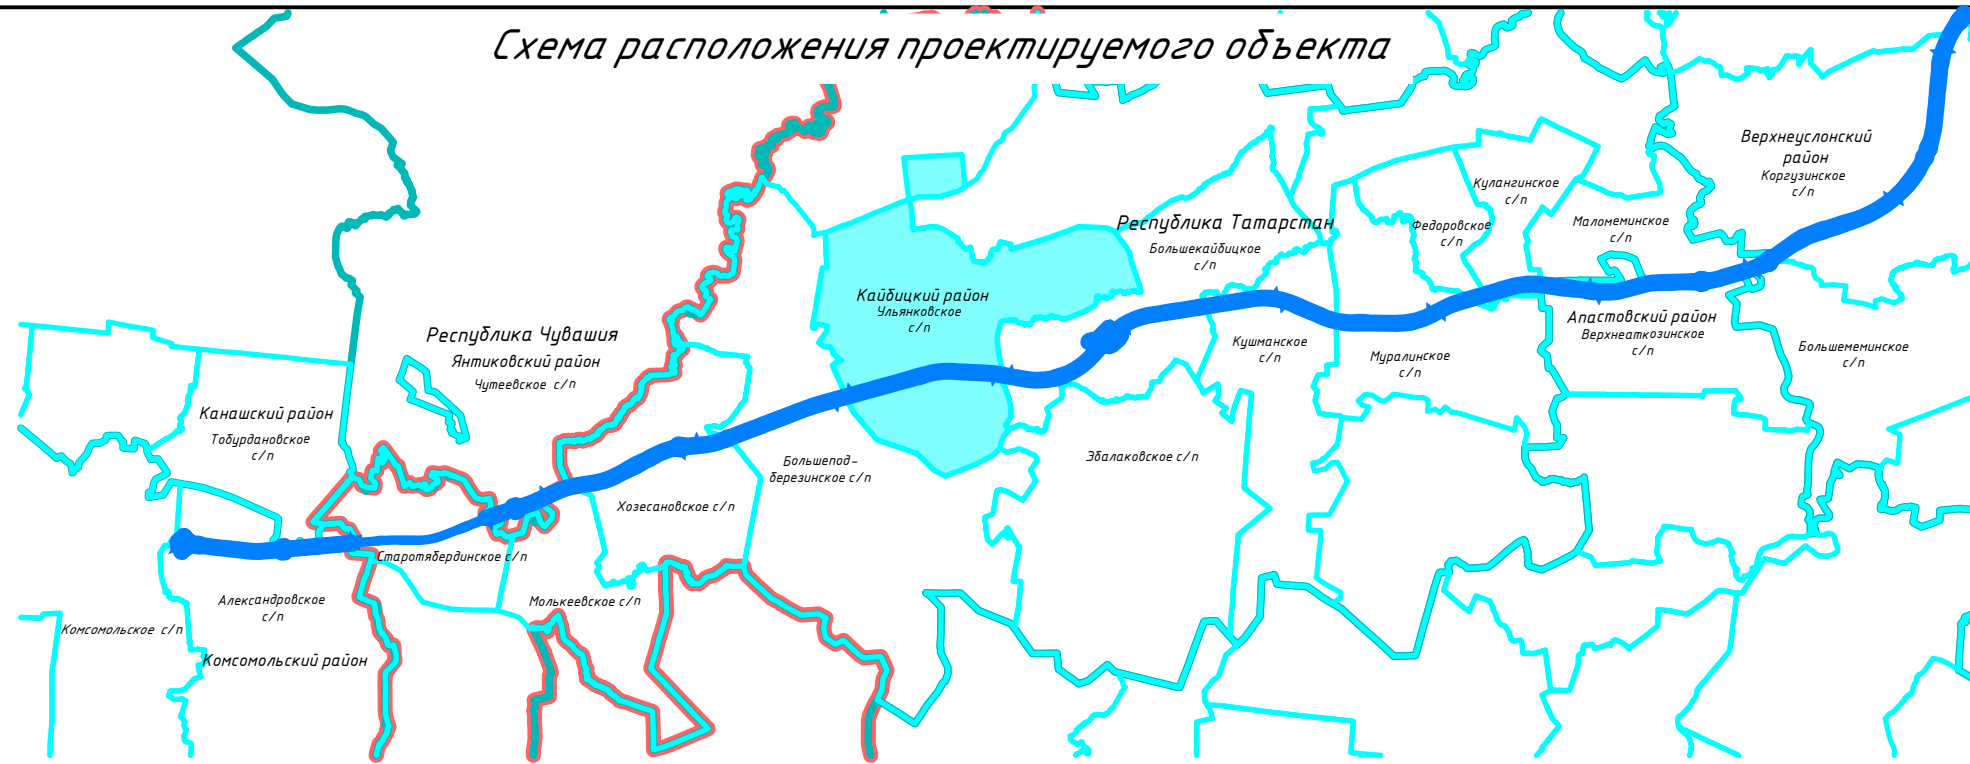 Схема расположения проектируемого объекта
Верхнеуслонский
район
Коргузинское
с/п
Кулангинское
с/п
Маломеминское
с/п
Федоровское
с/п
Республика Татарстан
Большекайбицкое
с/п
Кайбицкий район
Ульянковское
с/п
Апастовский район
Верхнеаткозинское
с/п
Большемеминское
с/п
Кушманское
с/п
Муралинское
с/п
Республика Чувашия
Янтиковский район
Чутеевское с/п
Канашский район
Тобурдановское
с/п
Большепод-
березинское с/п
Эбалаковское с/п
Хозесановское с/п
Старотябердинское с/п
Молькеевское с/п
Александровское
с/п
Комсомольское с/п
Комсомольский район